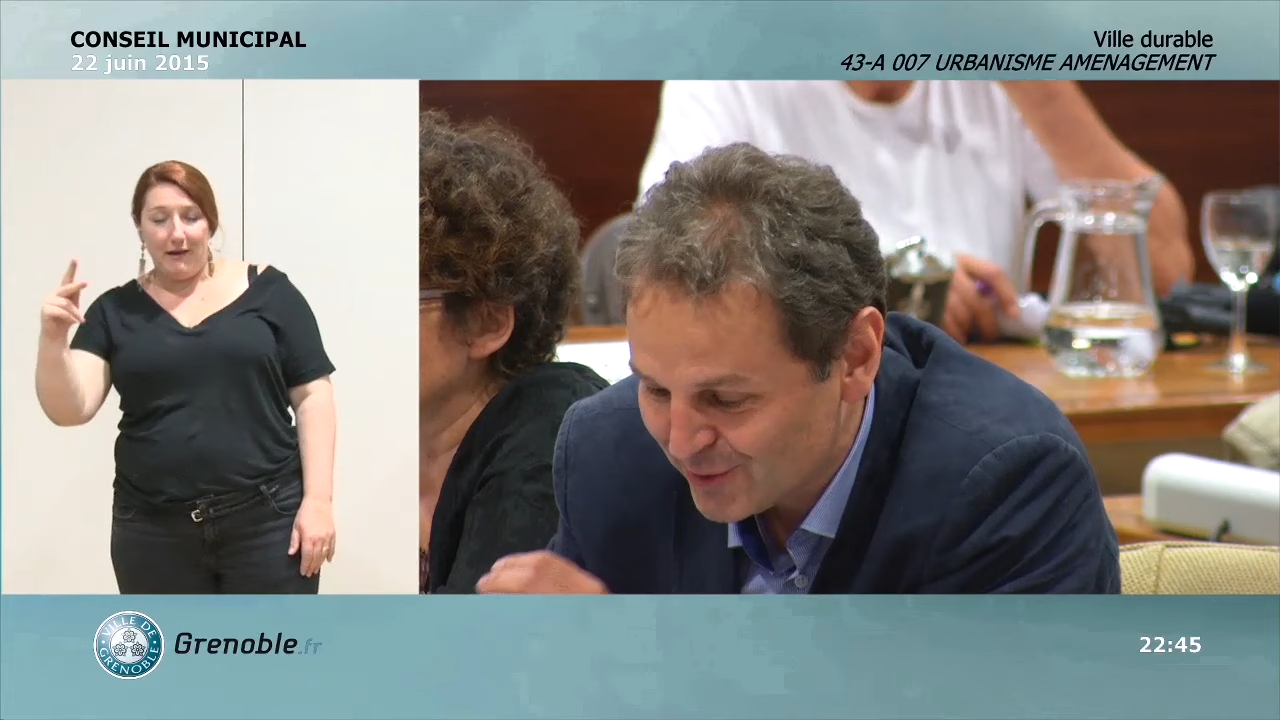 CONSEIL MUNICIPAL
22 juin 2015
Ville durable
43-A 007 URBANISME AMENAGEMENT
VILLE DE GRENOBLE
Grenoble.fr
22:45